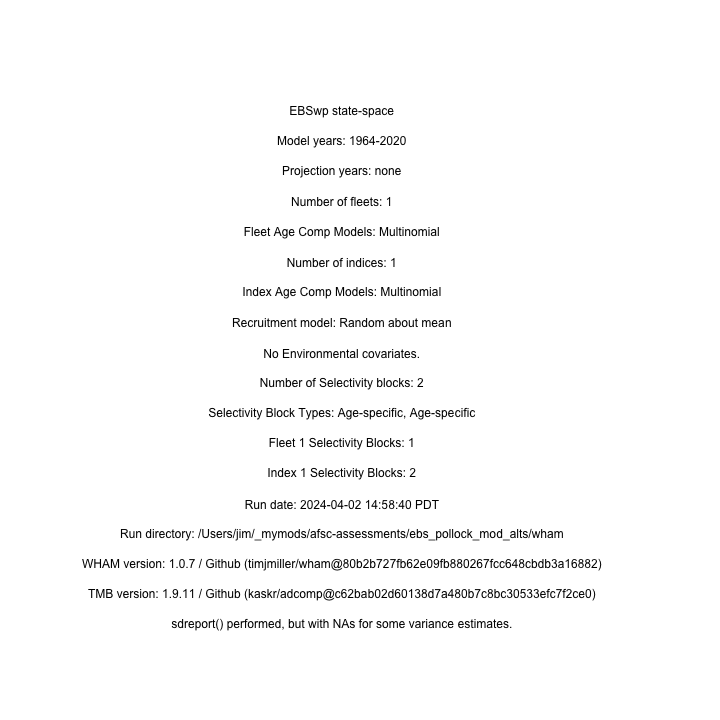 EBSwp state-space
Model years: 1964-2020
Projection years: none
Number of fleets: 1
Fleet Age Comp Models: Multinomial
Number of indices: 1
Index Age Comp Models: Multinomial
Recruitment model: Random about mean
No Environmental covariates.
Number of Selectivity blocks: 2
Selectivity Block Types: Age-specific, Age-specific
Fleet 1 Selectivity Blocks: 1
Index 1 Selectivity Blocks: 2
Run date: 2024-04-02 14:58:40 PDT
Run directory: /Users/jim/_mymods/afsc-assessments/ebs_pollock_mod_alts/wham
WHAM version: 1.0.7 / Github (timjmiller/wham@80b2b727fb62e09fb880267fcc648cbdb3a16882)
TMB version: 1.9.11 / Github (kaskr/adcomp@c62bab02d60138d7a480b7c8bc30533efc7f2ce0)
sdreport() performed, but with NAs for some variance estimates.